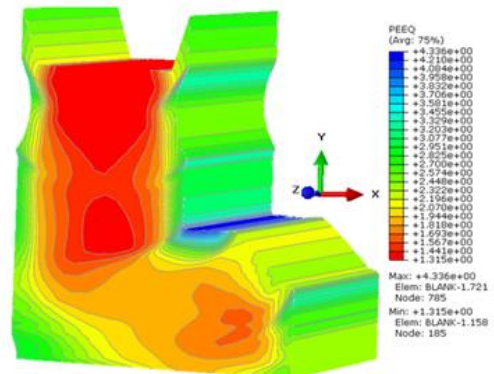 PEEQ
(Avg: 75%)
+4.336e+00
+4.210e+00
+4.084e+00
+3.958e+00
+3.832e+00
+3.706e+00
+3.581e+00
+3.455e+00
+3.329e+00
+3.203e+00
+3.077e+00
+2.951e+00
+2.825e+00
+2.700e+00
+2.574e+00
+2.448e+00
+2.322e+00
+2.196e+00
+2.070e+00
+1.944e+00
+1.818e+00
+1.693e+00
+1.567e+00
+1.441e+00
+1.315e+00
Y
Z
X
Max: +4.336e+00
Elem: BLANK-1.721
Node: 785
Min: +1.315e+00
Elem: BLANK-1.158
Node: 185